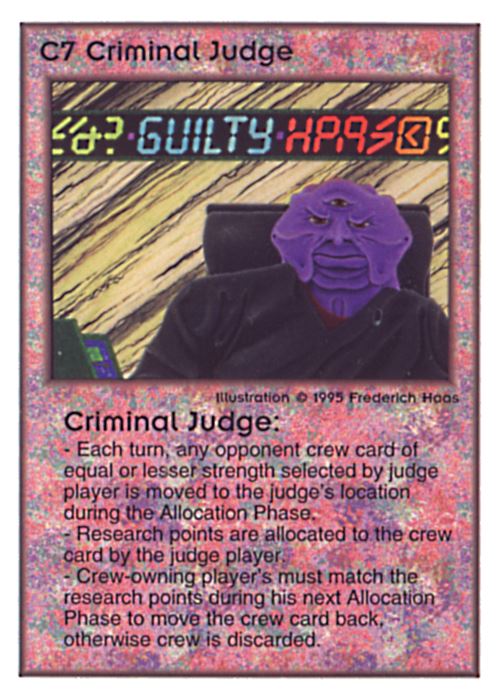 C7 Criminal Judge
GUILTY
Illustration © 1995 Frederich Haas
Criminal Judge:
- Each turn, any opponent crew card of
equal or lesser strength selected by judge
player is moved to the judge's location
during the Allocation Phase.
- Research points are allocated to the crew
card by the judge player.
- Crew-owning player's must match the
research points during his next Allocation
Phase to move the crew card back,
otherwise crew is discarded.